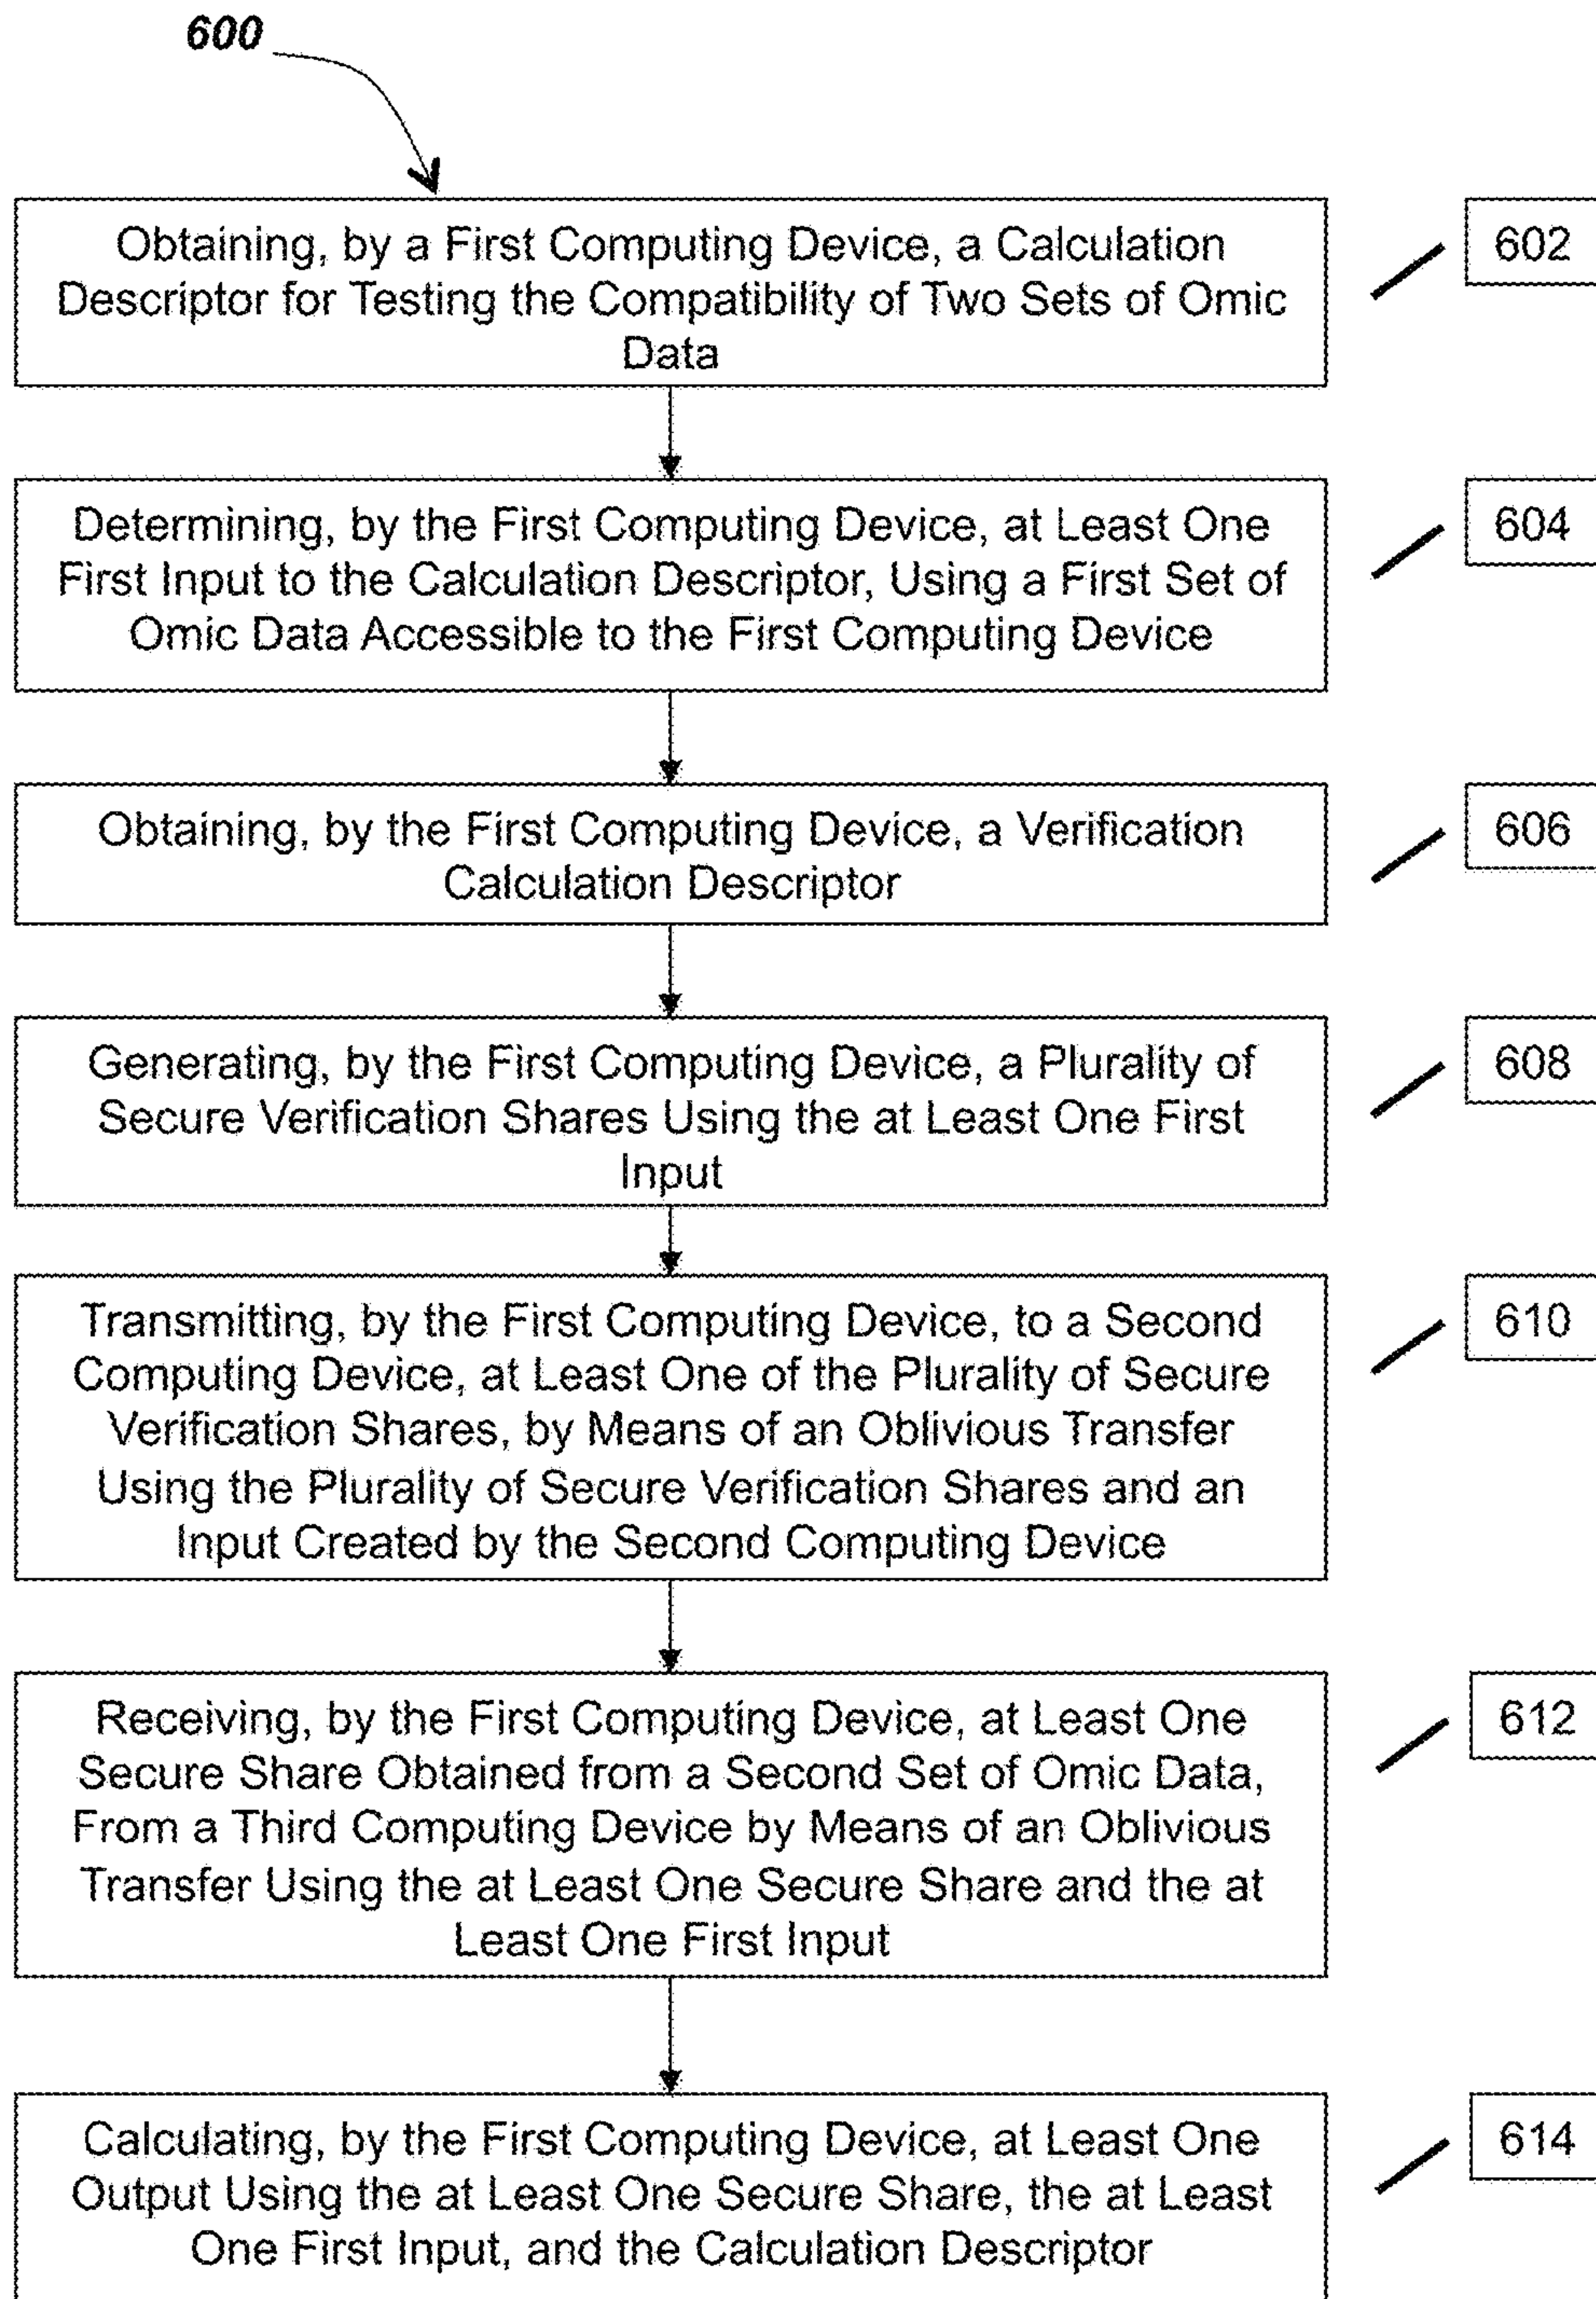 600
Obtaining, by a First Computing Device, a Calculation
Descriptor for Testing the Compatibility of Two Sets of Omic
Data
602
Determining, by the First Computing Device, at Least One
First Input to the Calculation Descriptor, Using a First Set of
Omic Data Accessible to the First Computing Device
604
Obtaining, by the First Computing Device, a Verification
Calculation Descriptor
606
Generating, by the First Computing Device, a Plurality of
Secure Verification Shares Using the at Least One First
Input
608
Transmitting, by the First Computing Device, to a Second
Computing Device, at Least One of the Plurality of Secure
Verification Shares, by Means of an Oblivious Transfer
Using the Plurality of Secure Verification Shares and an
Input Created by the Second Computing Device
610
Receiving, by the First Computing Device, at Least One
Secure Share Obtained from a Second Set of Omic Data,
From a Third Computing Device by Means of an Oblivious
Transfer Using the at Least One Secure Share and the at
Least One First Input
612
Calculating, by the First Computing Device, at Least One
Output Using the at Least One Secure Share, the at Least
One First Input, and the Calculation Descriptor
614